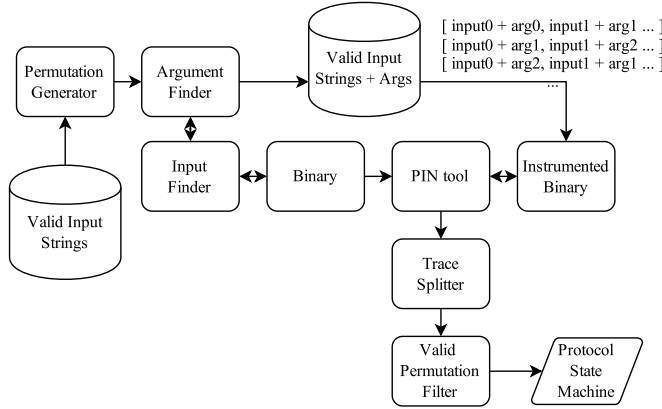 [ input0 + arg0, input1 + arg1 ... ]
[ input0 + arg1, input1 + arg2 ... ]
[ input0 + arg2, input1 + arg1 ... ]
...
Permutation
Generator
Argument
Finder
Valid Input
Strings + Args
Input
Finder
Binary
PIN tool
Instrumented
Binary
Valid Input
Strings
Trace
Splitter
Valid
Permutation
Filter
Protocol
State
Machine